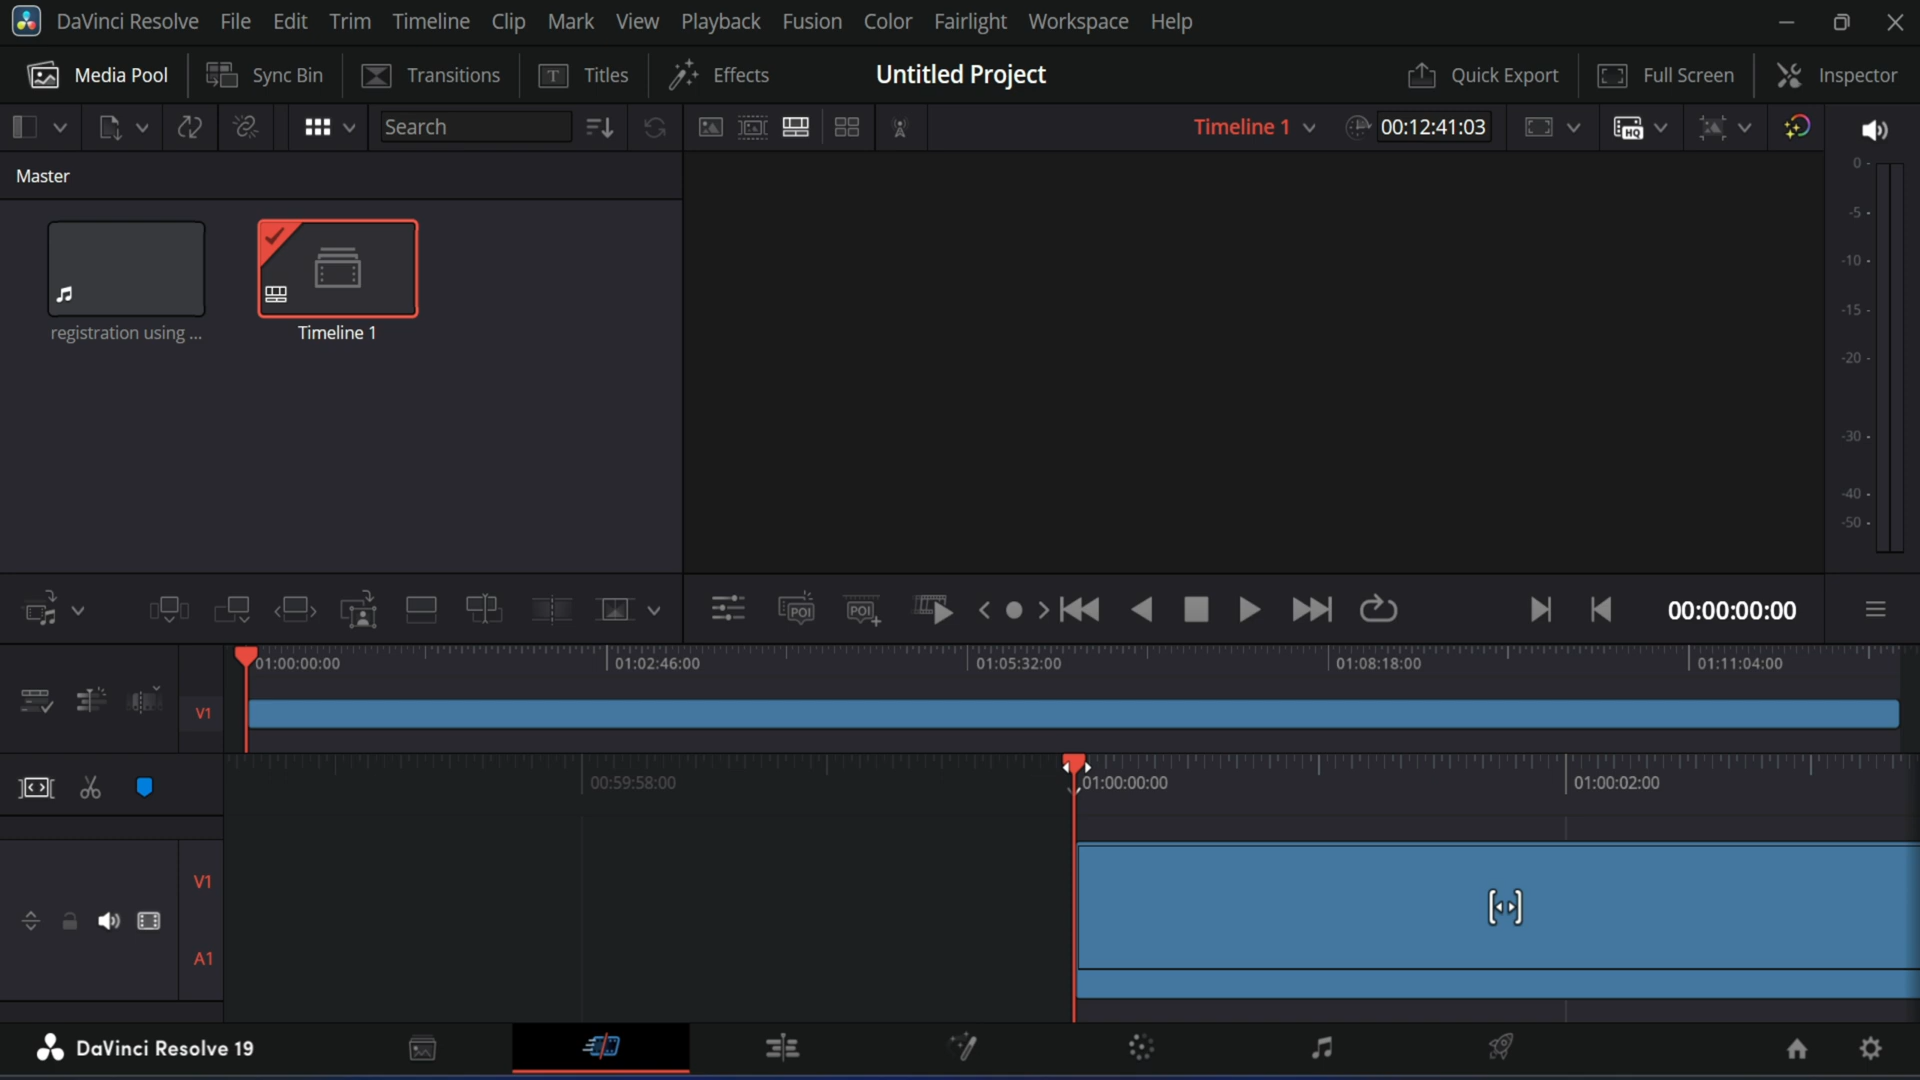 DaVinci Resolve File Edit Trim Timeline Clip Mark View Playback Fusion Color Fairlight Workspace Help
Media Pool Sync Bin Transitions T Titles Effects Untitled Project Quick Export Full Screen Inspector
Search Timeline 1 00:12:41:03 HQ
Master
registration using ...
Timeline 1
0 -
-5 -
-10 -
-15 -
-20 -
-30 -
-40 -
-50 -
POI POI 00:00:00:00
01:00:00:00 01:02:46:00 01:05:32:00 01:08:18:00 01:11:04:00
V1
00:59:58:00 01:00:00:00 01:00:02:00
V1
A1
DaVinci Resolve 19